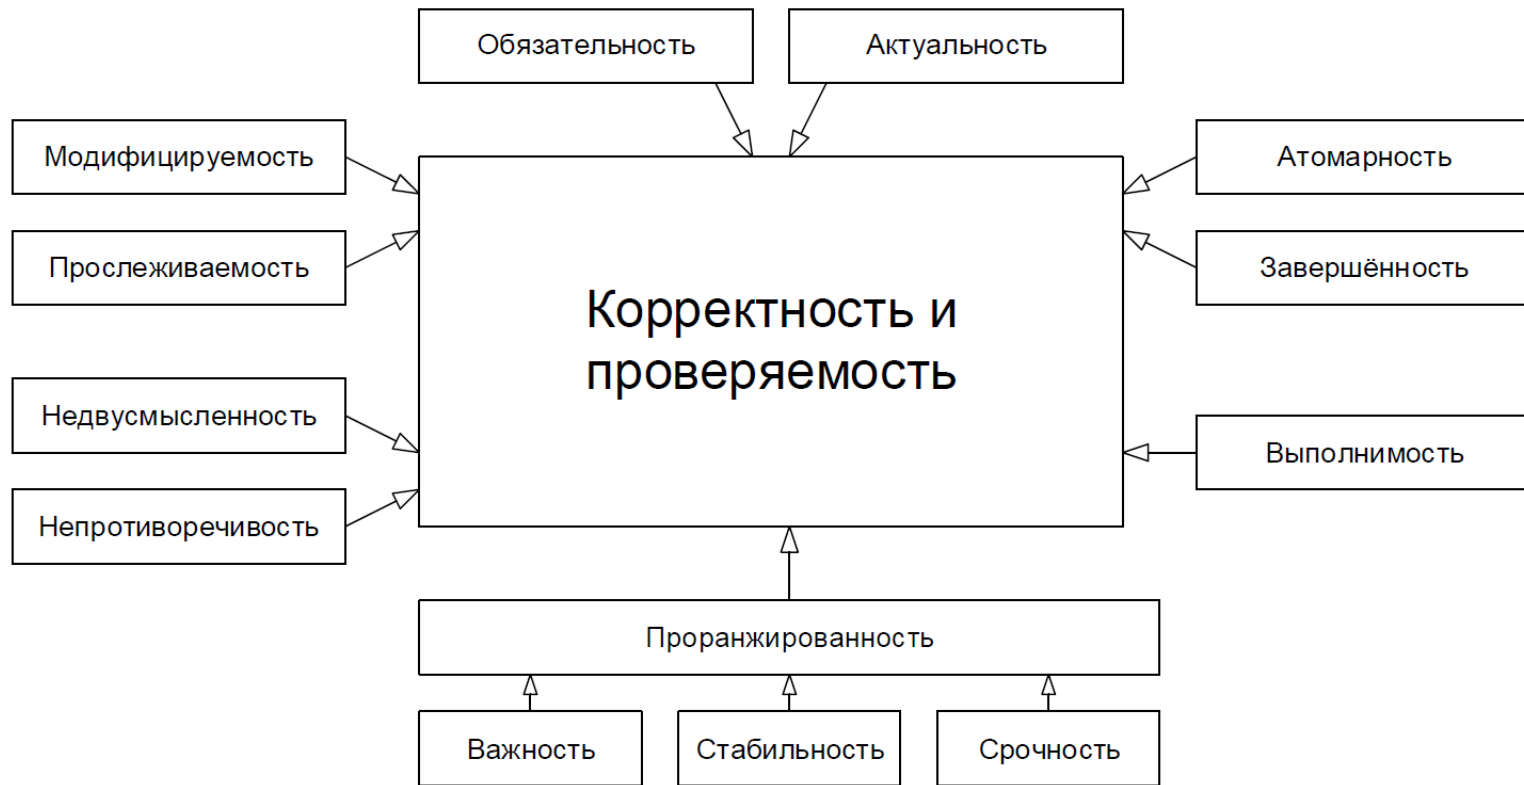 Обязательность
Актуальность
Модифицируемость
Атомарность
Прослеживаемость
Завершённость
Корректность и
проверяемость
Недвусмысленность
Выполнимость
Непротиворечивость
Проранжированность
Важность
Стабильность
Срочность